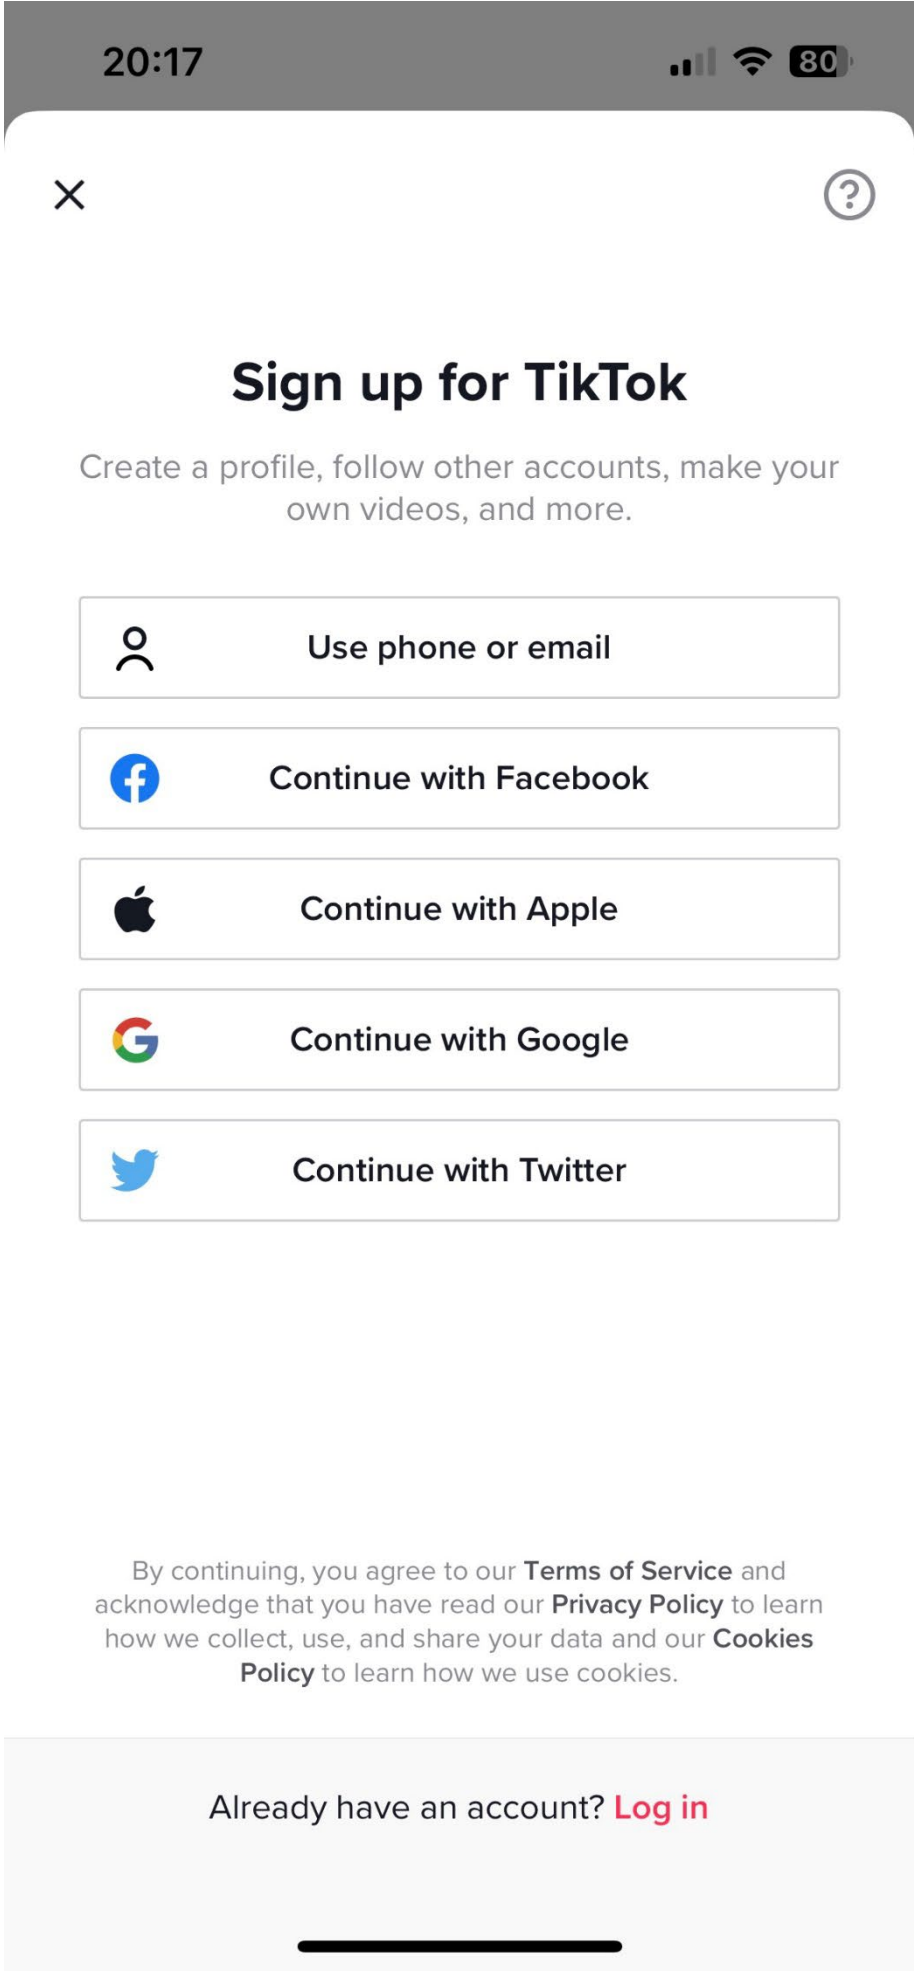 20:17
80
Sign up for TikTok
Create a profile, follow other accounts, make your
own videos, and more.
Use phone or email
Continue with Facebook
Continue with Apple
Continue with Google
Continue with Twitter
By continuing, you agree to our Terms of Service and
acknowledge that you have read our Privacy Policy to learn
how we collect, use, and share your data and our Cookies
Policy to learn how we use cookies.
Already have an account? Log in